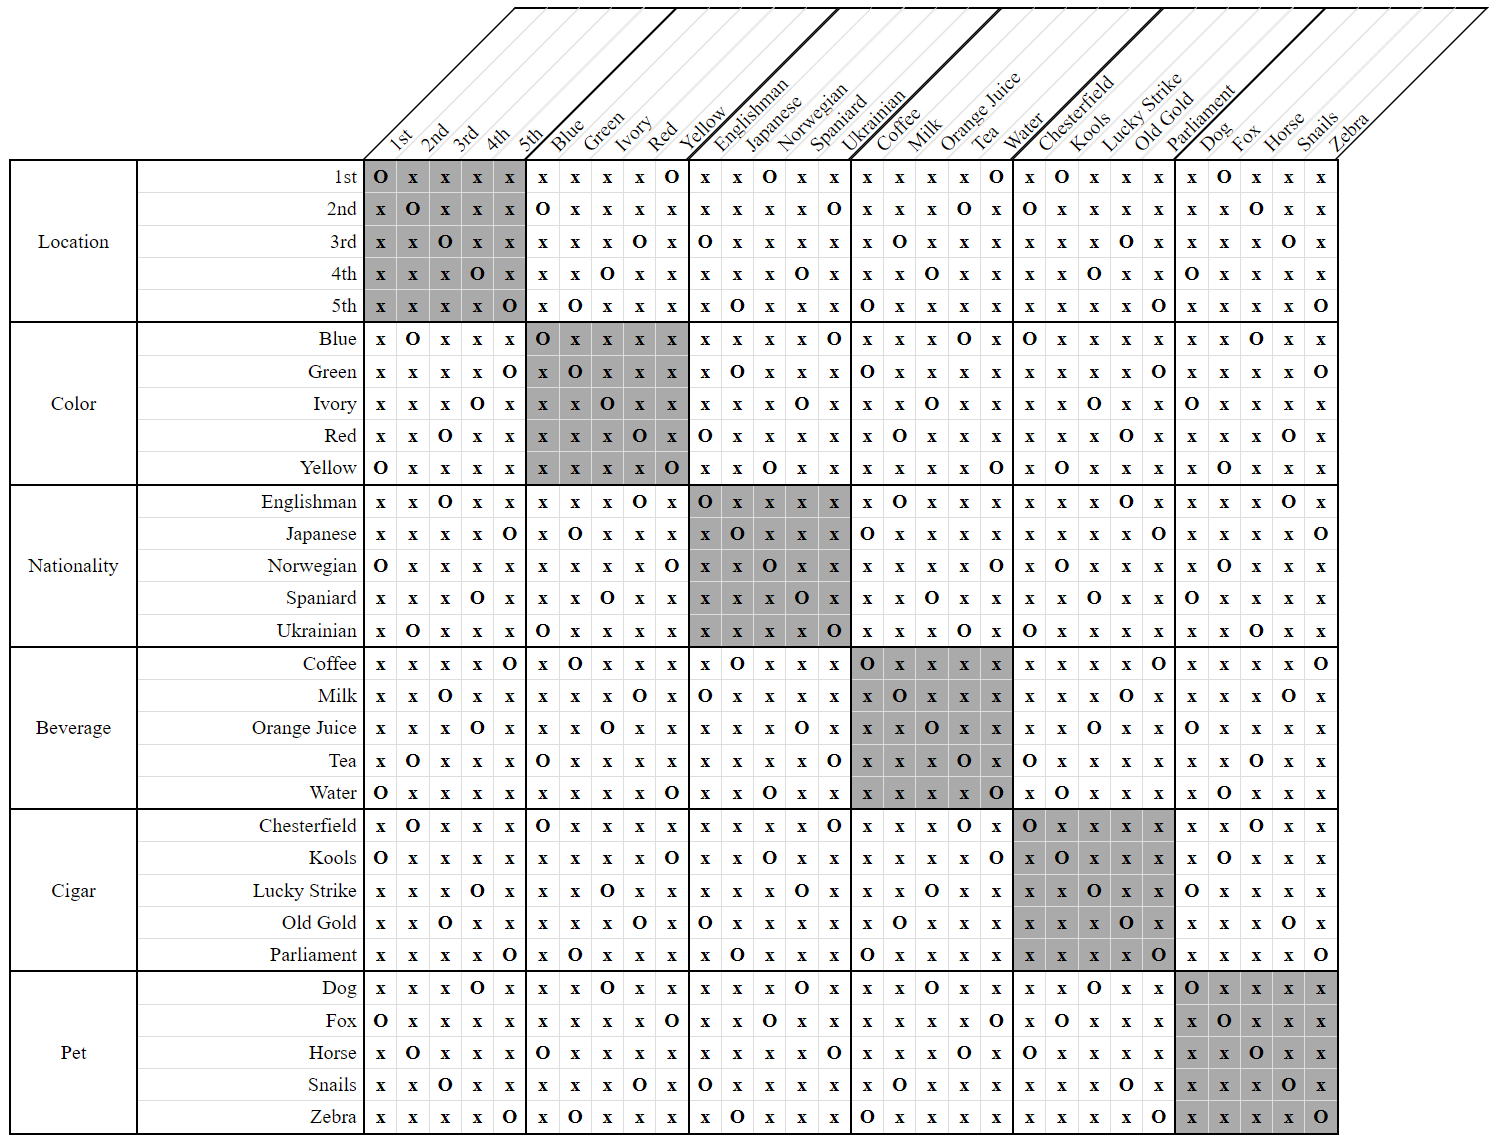 1st 2nd 3rd 4th 5th Blue Green Ivory Red Yellow Englishman Japanese Norwegian Spaniard Ukrainian Coffee Milk Orange Juice Tea Water Chesterfield Kools Lucky Strike Old Gold Parliament Dog Fox Horse Snails Zebra
1st O x x x x x x x x O x x O x x x x x x O x O x x x x O x x x
2nd x O x x x O x x x x x x x x O x x x O x O x x x x x x O x x
Location 3rd x x O x x x x x O x O x x x x x O x x x x x x O x x x x O x
4th x x x O x x x O x x x x x O x x x O x x x x O x x O x x x x
5th x x x x O x O x x x x O x x x O x x x x x x x x O x x x x O
Blue x O x x x O x x x x x x x x O x x x O x O x x x x x x O x x
Green x x x x O x O x x x x O x x x O x x x x x x x x O x x x x O
Color Ivory x x x O x x x O x x x x x O x x x O x x x x O x x O x x x x
Red x x O x x x x x O x O x x x x x O x x x x x x O x x x x O x
Yellow O x x x x x x x x O x x O x x x x x x O x O x x x x O x x x
Englishman x x O x x x x x O x O x x x x x O x x x x x x O x x x x O x
Japanese x x x x O x O x x x x O x x x O x x x x x x x x O x x x x O
Nationality Norwegian O x x x x x x x x O x x O x x x x x x O x O x x x x O x x x
Spaniard x x x O x x x O x x x x x O x x x O x x x x O x x O x x x x
Ukrainian x O x x x O x x x x x x x x O x x x O x O x x x x x x O x x
Coffee x x x x O x O x x x x O x x x O x x x x x x x x O x x x x O
Milk x x O x x x x x O x O x x x x x O x x x x x x O x x x x O x
Beverage Orange Juice x x x O x x x O x x x x x O x x x O x x x x O x x O x x x x
Tea x O x x x O x x x x x x x x O x x x O x O x x x x x x O x x
Water O x x x x x x x x O x x O x x x x x x O x O x x x x O x x x
Chesterfield x O x x x O x x x x x x x x O x x x O x O x x x x x x O x x
Kools O x x x x x x x x O x x O x x x x x x O x O x x x x O x x x
Cigar Lucky Strike x x x O x x x O x x x x x O x x x O x x x x O x x O x x x x
Old Gold x x O x x x x x O x O x x x x x O x x x x x x O x x x x O x
Parliament x x x x O x O x x x x O x x x O x x x x x x x x O x x x x O
Dog x x x O x x x O x x x x x O x x x O x x x x O x x O x x x x
Fox O x x x x x x x x O x x O x x x x x x O x O x x x x O x x x
Pet Horse x O x x x O x x x x x x x x O x x x O x O x x x x x x O x x
Snails x x O x x x x x O x O x x x x x O x x x x x x O x x x x O x
Zebra x x x x O x O x x x x O x x x O x x x x x x x x O x x x x O